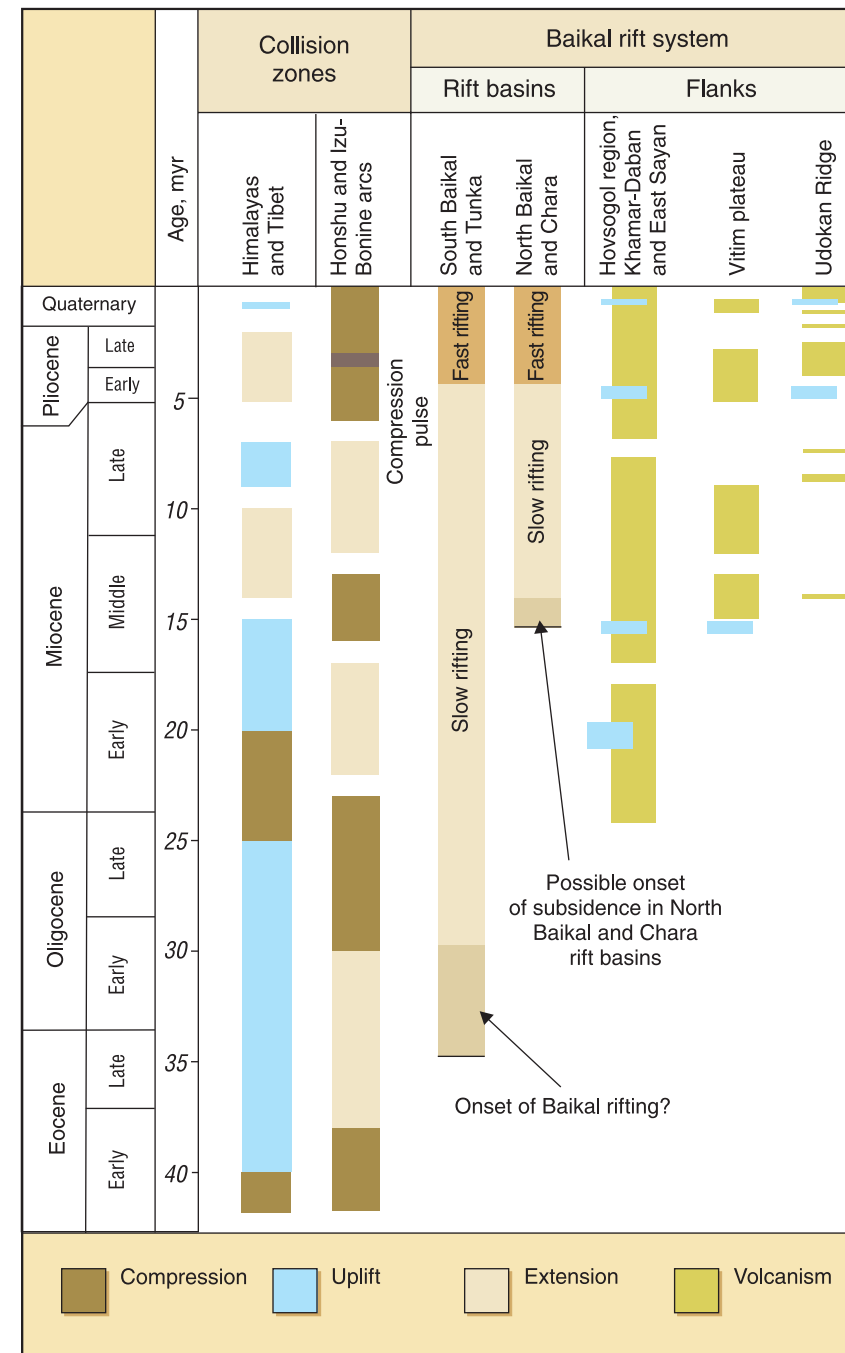 Collision
zones
Baikal rift system
Rift basins
Flanks
Age, myr
Himalayas
and Tibet
Honshu and Izu-
Bonine arcs
South Baikal
and Tunka
North Baikal
and Chara
Hovsogol region,
Khamar-Daban
and East Sayan
Vitim plateau
Udokan Ridge
Quaternary
Pliocene
Late
Early
Miocene
Late
Middle
Early
Oligocene
Late
Early
Eocene
Late
Early
5
10
15
20
25
30
35
40
Compression
pulse
Fast rifting
Slow rifting
Fast rifting
Slow rifting
Possible onset
of subsidence in North
Baikal and Chara
rift basins
Onset of Baikal rifting?
Compression
Uplift
Extension
Volcanism